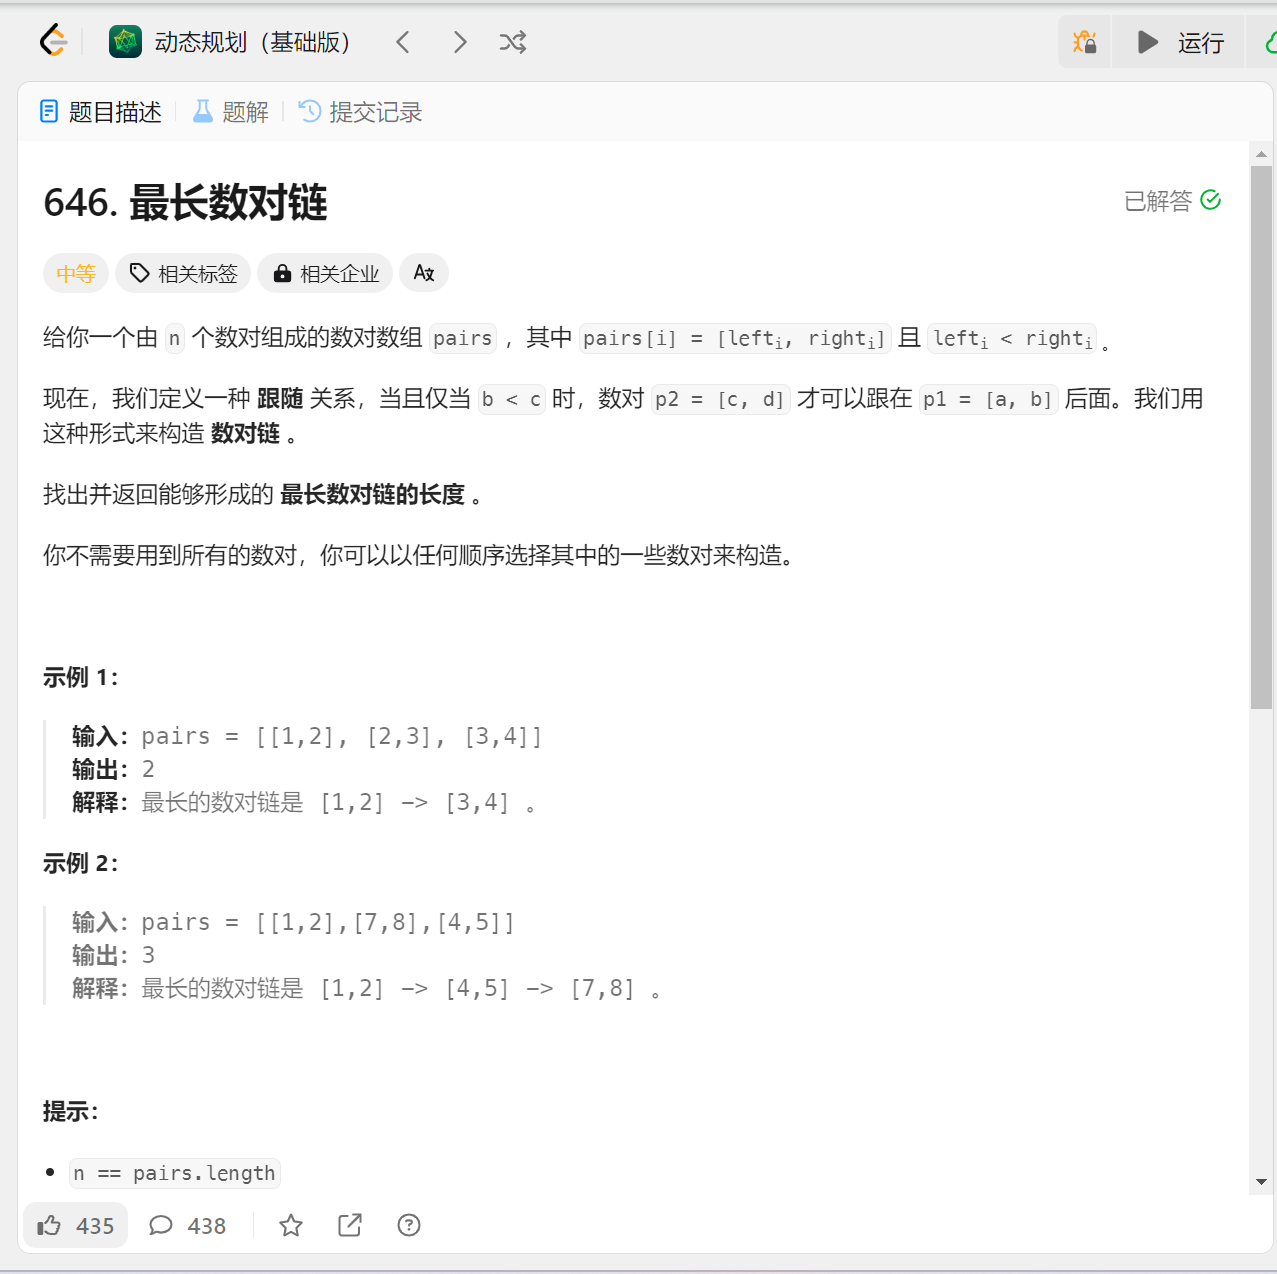 动态规划（基础版）
运行
题目描述 题解 提交记录
646. 最长数对链
已解答
中等 相关标签 相关企业
给你一个由 n 个数对组成的数对数组 pairs ，其中 pairs[i] = [lefti, righti] 且 lefti < righti 。
现在，我们定义一种 跟随 关系，当且仅当 b < c 时，数对 p2 = [c, d] 才可以跟在 p1 = [a, b] 后面。我们用
这种形式来构造 数对链 。
找出并返回能够形成的 最长数对链的长度 。
你不需要用到所有的数对，你可以以任何顺序选择其中的一些数对来构造。
示例 1：
输入：pairs = [[1,2], [2,3], [3,4]]
输出：2
解释：最长的数对链是 [1,2] -> [3,4] 。
示例 2：
输入：pairs = [[1,2],[7,8],[4,5]]
输出：3
解释：最长的数对链是 [1,2] -> [4,5] -> [7,8] 。
提示：
• n == pairs.length
435 438